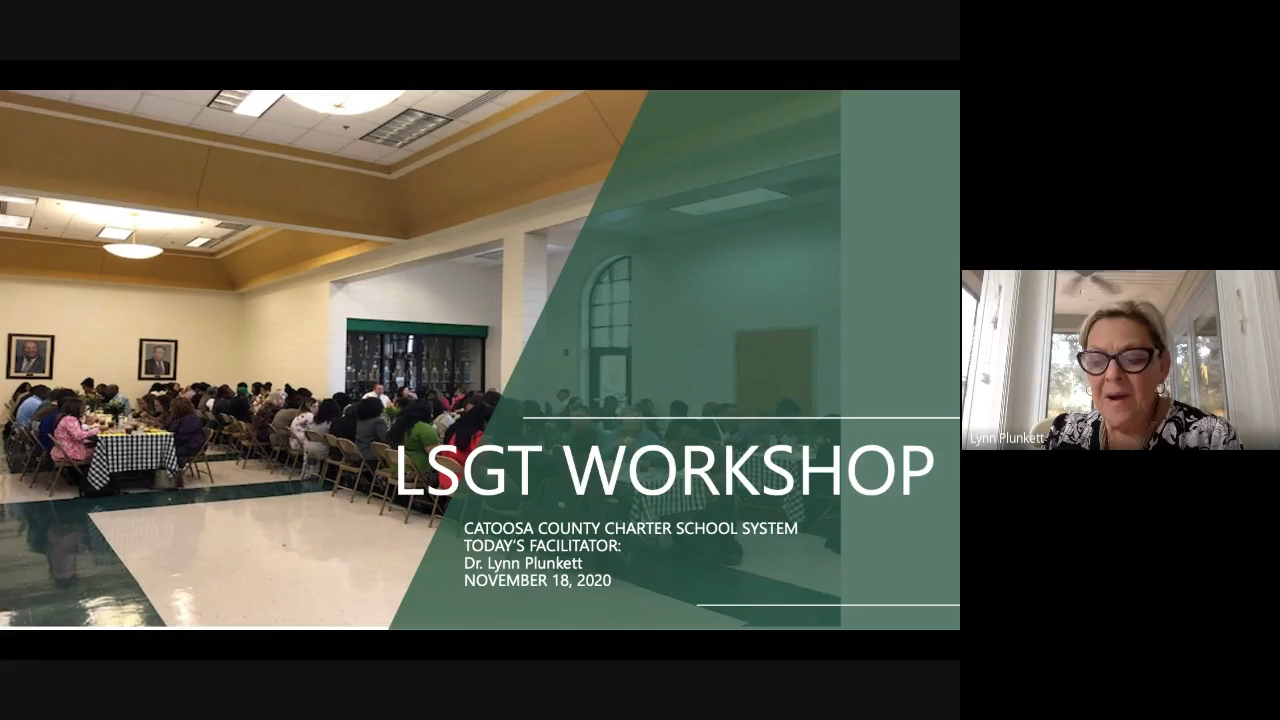 LSGT WORKSHOP
CATOOSA COUNTY CHARTER SCHOOL SYSTEM
TODAY'S FACILITATOR:
Dr. Lynn Plunkett
NOVEMBER 18, 2020
Lynn Plunkett